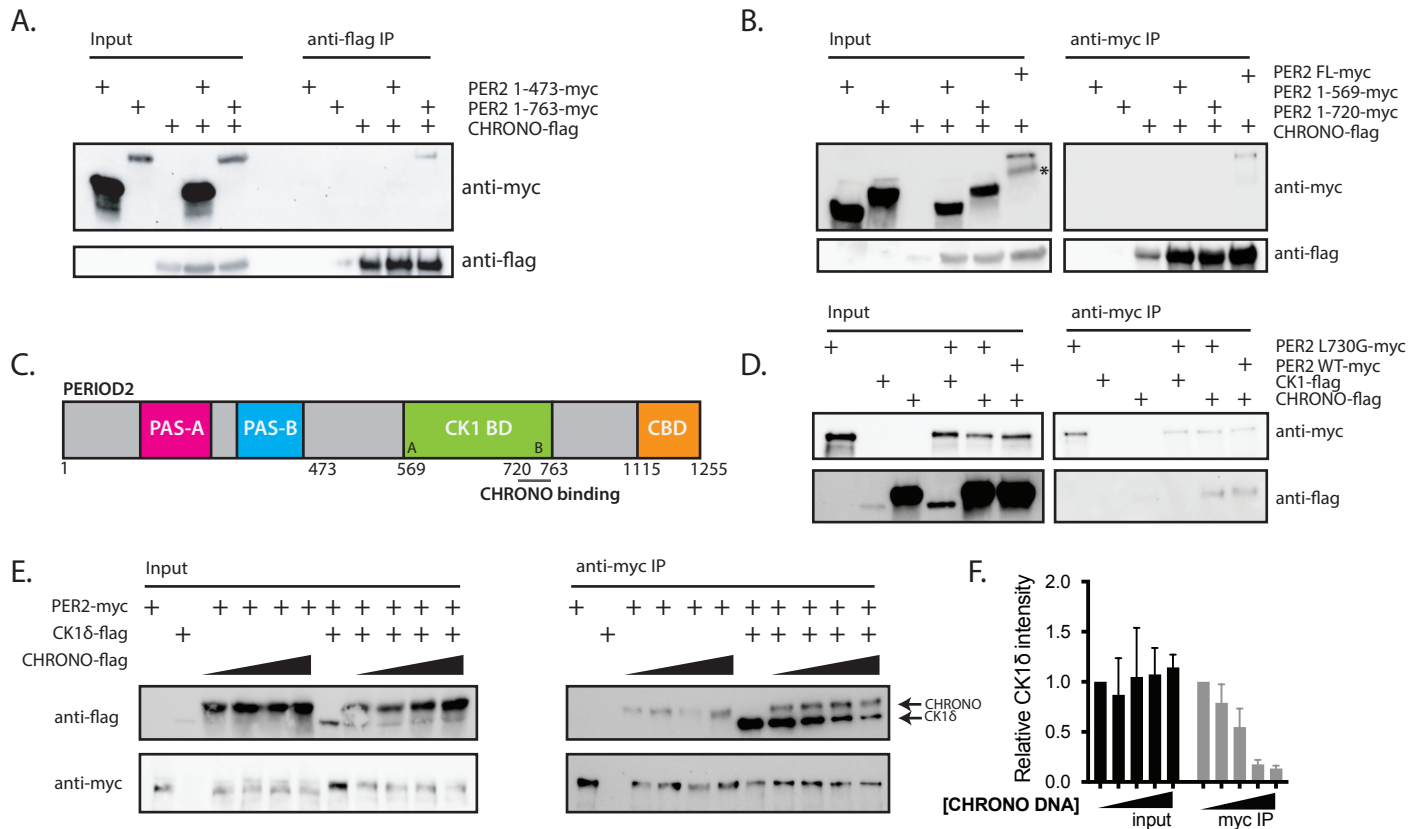 A.
Input
anti-flag IP
+ + + +
PER2 1-473-myc
+ + + +
PER2 1-763-myc
+ + + + + +
CHRONO-flag
anti-myc
anti-flag
B.
Input
anti-myc IP
+ +
PER2 FL-myc
+ + + +
PER2 1-569-myc
+ + + +
PER2 1-720-myc
+ + + + + + + +
CHRONO-flag
*
anti-myc
anti-flag
C.
PERIOD2
PAS-A
PAS-B
CK1 BD
CBD
A
B
1
473
569
720
763
1115
1255
CHRONO binding
D.
Input
anti-myc IP
+ + + + + +
PER2 L730G-myc
+ +
PER2 WT-myc
+ + + +
CK1-flag
+ + + + + +
CHRONO-flag
anti-myc
anti-flag
E.
Input
anti-myc IP
PER2-myc
+ + + + + + + + + + + + + + + + + + + +
CK1δ-flag
+ + + + + + + + + + + +
CHRONO-flag
anti-flag
CHRONO
CK1δ
anti-myc
F.
Relative CK1δ intensity
2.0
1.5
1.0
0.5
0.0
[CHRONO DNA]
input
myc IP